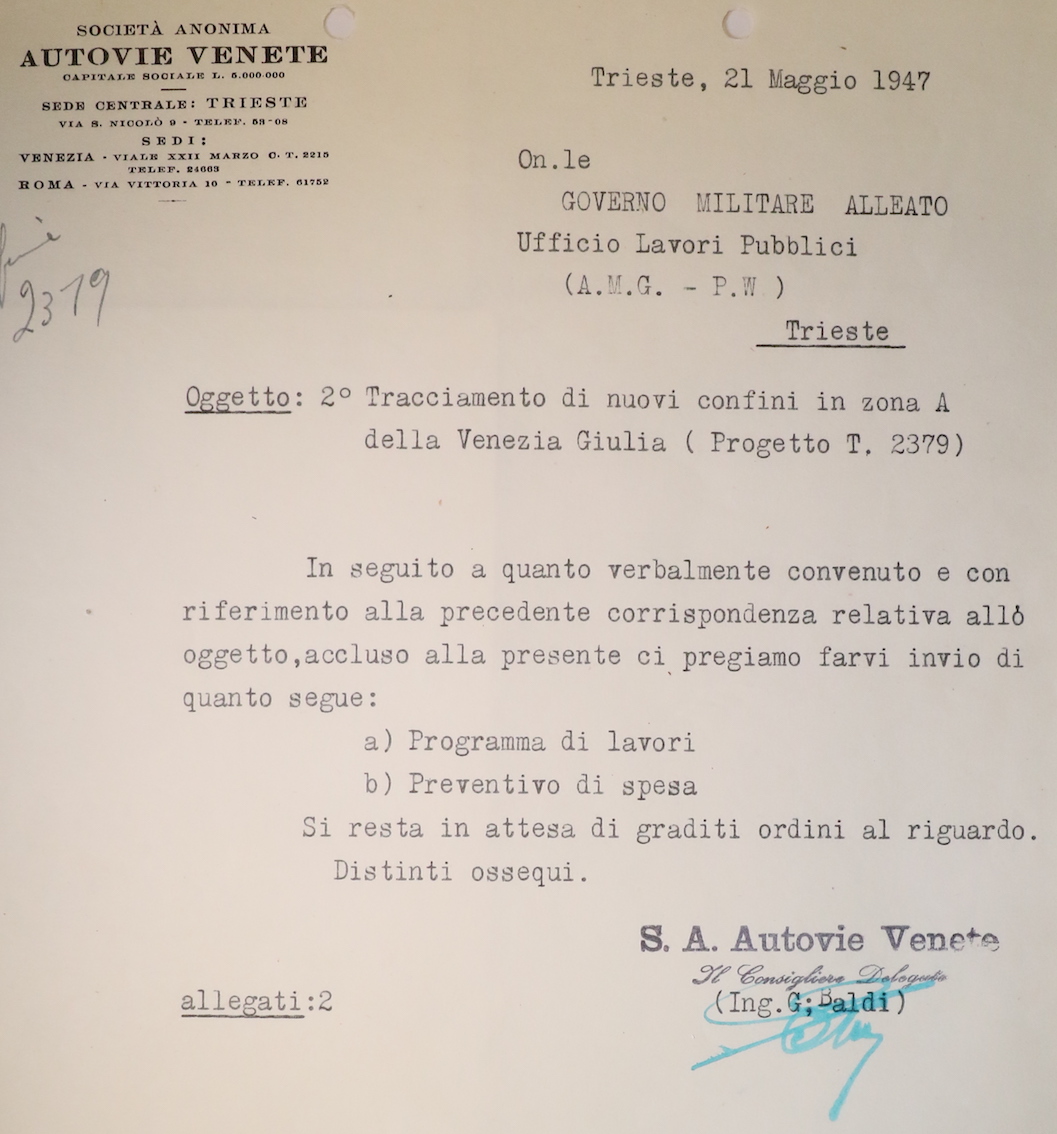 SOCIETÀ ANONIMA
AUTOVIE VENETE
CAPITALE SOCIALE L. 5.000.000
SEDE CENTRALE: TRIESTE
VIA S. NICOLÒ 9 - TELEF. 58-08
SEDI:
VENEZIA - VIALE XXII MARZO C. T. 2215
TELEF. 24663
ROMA - VIA VITTORIA 10 - TELEF. 61752
2319
Trieste, 21 Maggio 1947
On.le
GOVERNO MILITARE ALLEATO
Ufficio Lavori Pubblici
(A.M.G. - P.W )
Trieste
Oggetto: 2° Tracciamento di nuovi confini in zona A
della Venezia Giulia ( Progetto T. 2379)
In seguito a quanto verbalmente convenuto e con
riferimento alla precedente corrispondenza relativa allò
oggetto,accluso alla presente ci pregiamo farvi invio di
quanto segue:
a) Programma di lavori
b) Preventivo di spesa
Si resta in attesa di graditi ordini al riguardo.
Distinti ossequi.
S. A. Autovie Venete
Il Consigliere Delegato
(Ing.G;Baldi)
allegati:2